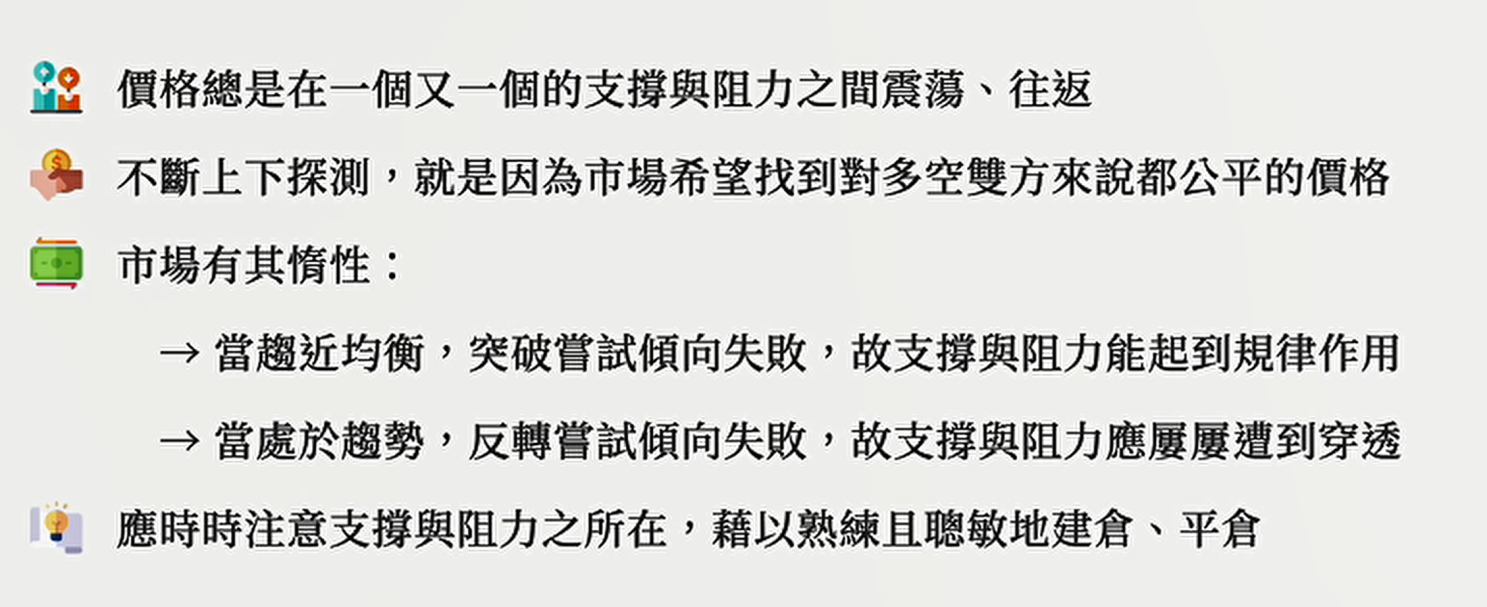 價格總是在一個又一個的支撐與阻力之間震蕩、往返
不斷上下探測，就是因為市場希望找到對多空雙方來說都公平的價格
市場有其惰性：
→ 當趨近均衡，突破嘗試傾向失敗，故支撐與阻力能起到規律作用
→ 當處於趨勢，反轉嘗試傾向失敗，故支撐與阻力應屢屢遭到穿透
應時時注意支撐與阻力之所在，藉以熟練且聰敏地建倉、平倉